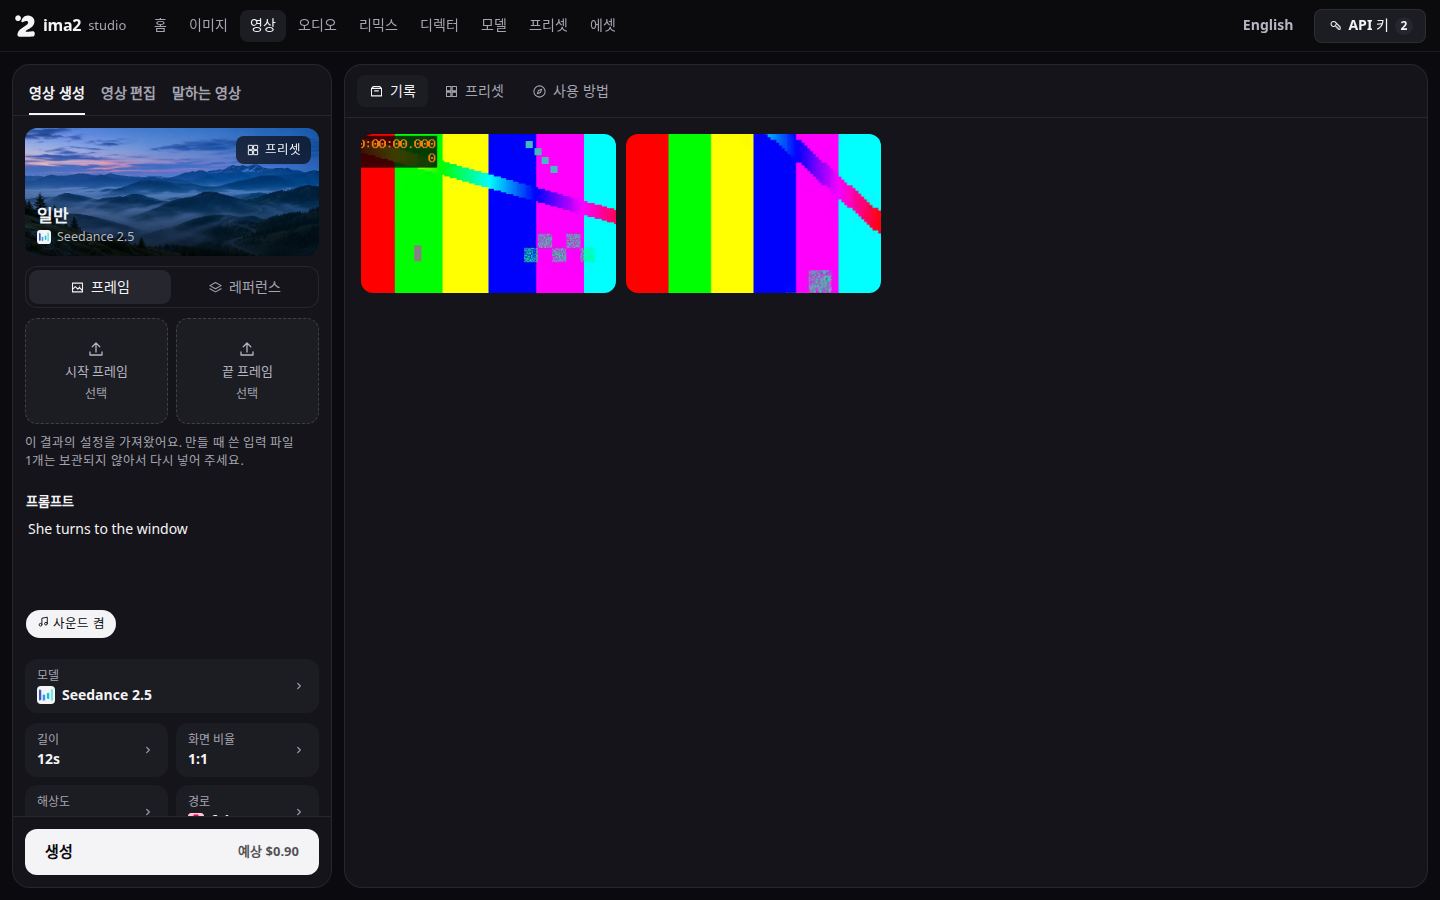 ima2 studio
홈
이미지
영상
오디오
리믹스
디렉터
모델
프리셋
에셋
English
API 키 2
영상 생성
영상 편집
말하는 영상
프리셋
일반
Seedance 2.5
프레임
레퍼런스
시작 프레임
선택
끝 프레임
선택
이 결과의 설정을 가져왔어요. 만들 때 쓴 입력 파일
1개는 보관되지 않아서 다시 넣어 주세요.
프롬프트
She turns to the window
사운드 켬
모델
Seedance 2.5
길이
12s
화면 비율
1:1
해상도
경로
생성
예상 $0.90
기록
프리셋
사용 방법
0:00:00.000
0